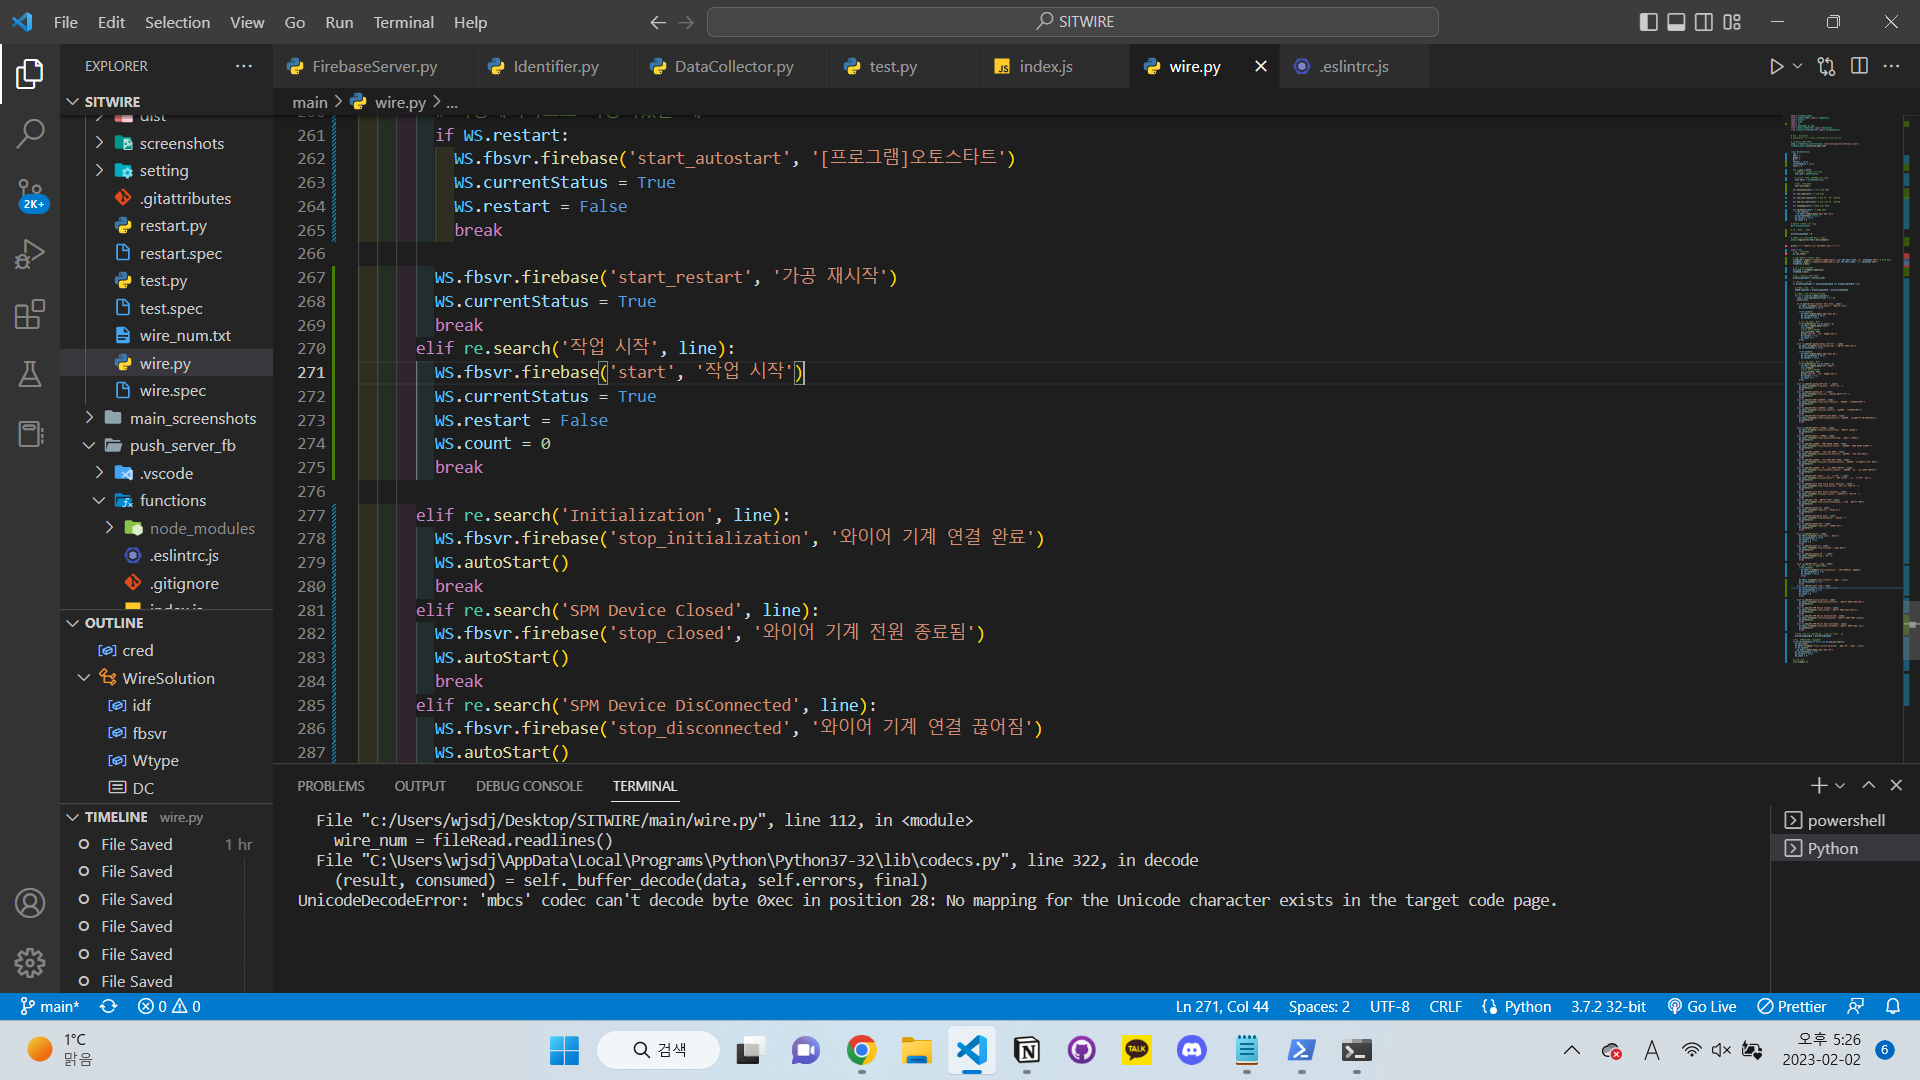 File Edit Selection View Go Run Terminal Help
SITWIRE
EXPLORER
FirebaseServer.py
Identifier.py
DataCollector.py
test.py
index.js
wire.py
.eslintrc.js
main > wire.py > ...
SITWIRE
dist
screenshots
setting
.gitattributes
restart.py
restart.spec
test.py
test.spec
wire_num.txt
wire.py
wire.spec
main_screenshots
push_server_fb
.vscode
functions
node_modules
.eslintrc.js
.gitignore
index.js
2K+
OUTLINE
cred
WireSolution
idf
fbsvr
Wtype
DC
TIMELINE wire.py
File Saved 1 hr
File Saved
File Saved
File Saved
File Saved
File Saved
261 if WS.restart:
262 WS.fbsvr.firebase('start_autostart', '[프로그램]오토스타트')
263 WS.currentStatus = True
264 WS.restart = False
265 break
266
267 WS.fbsvr.firebase('start_restart', '가공 재시작')
268 WS.currentStatus = True
269 break
270 elif re.search('작업 시작', line):
271 WS.fbsvr.firebase('start', '작업 시작')
272 WS.currentStatus = True
273 WS.restart = False
274 WS.count = 0
275 break
276
277 elif re.search('Initialization', line):
278 WS.fbsvr.firebase('stop_initialization', '와이어 기계 연결 완료')
279 WS.autoStart()
280 break
281 elif re.search('SPM Device Closed', line):
282 WS.fbsvr.firebase('stop_closed', '와이어 기계 전원 종료됨')
283 WS.autoStart()
284 break
285 elif re.search('SPM Device DisConnected', line):
286 WS.fbsvr.firebase('stop_disconnected', '와이어 기계 연결 끊어짐')
287 WS.autoStart()
PROBLEMS OUTPUT DEBUG CONSOLE TERMINAL
File "c:/Users/wjsdj/Desktop/SITWIRE/main/wire.py", line 112, in <module>
wire_num = fileRead.readlines()
File "C:\Users\wjsdj\AppData\Local\Programs\Python\Python37-32\lib\codecs.py", line 322, in decode
(result, consumed) = self._buffer_decode(data, self.errors, final)
UnicodeDecodeError: 'mbcs' codec can't decode byte 0xec in position 28: No mapping for the Unicode character exists in the target code page.
powershell
Python
main* 0 0 Ln 271, Col 44 Spaces: 2 UTF-8 CRLF Python 3.7.2 32-bit Go Live Prettier
1°C
맑음
검색
TALK
A
오후 5:26
2023-02-02
6